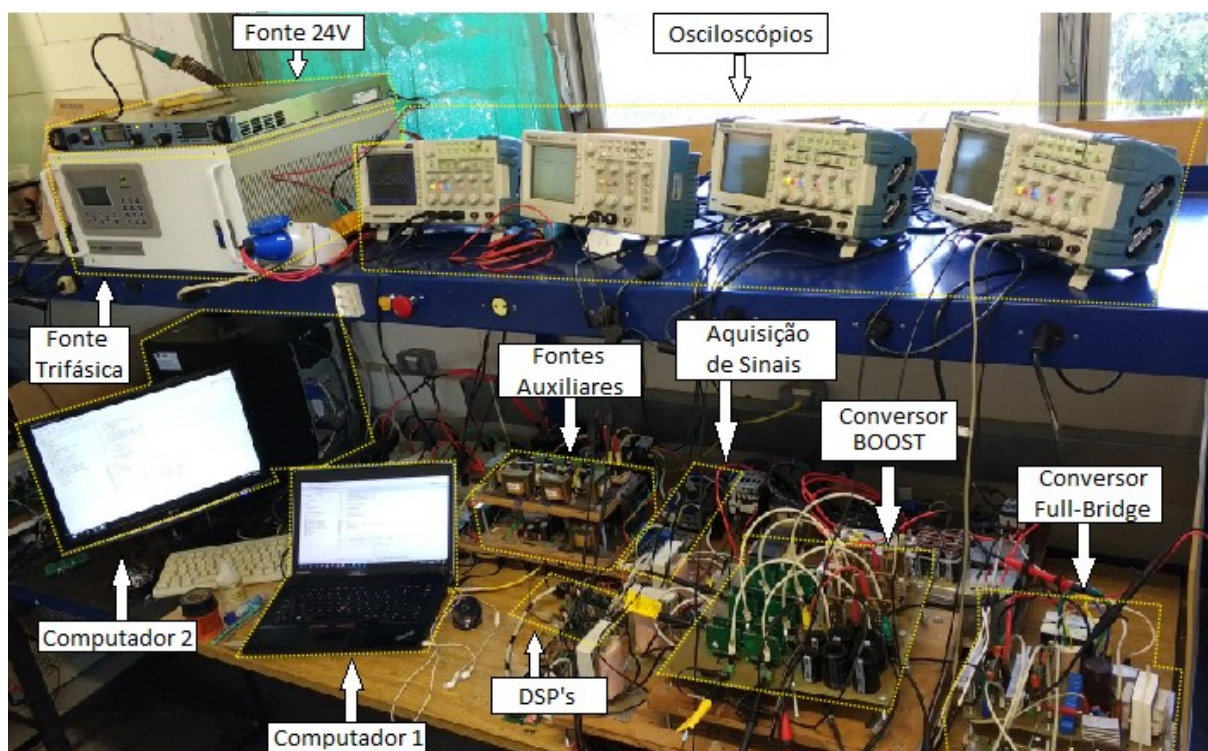 Fonte 24V
Osciloscópios
Fonte
Trifásica
Fontes
Auxiliares
Aquisição
de Sinais
Conversor
BOOST
Conversor
Full-Bridge
Computador 2
DSP's
Computador 1